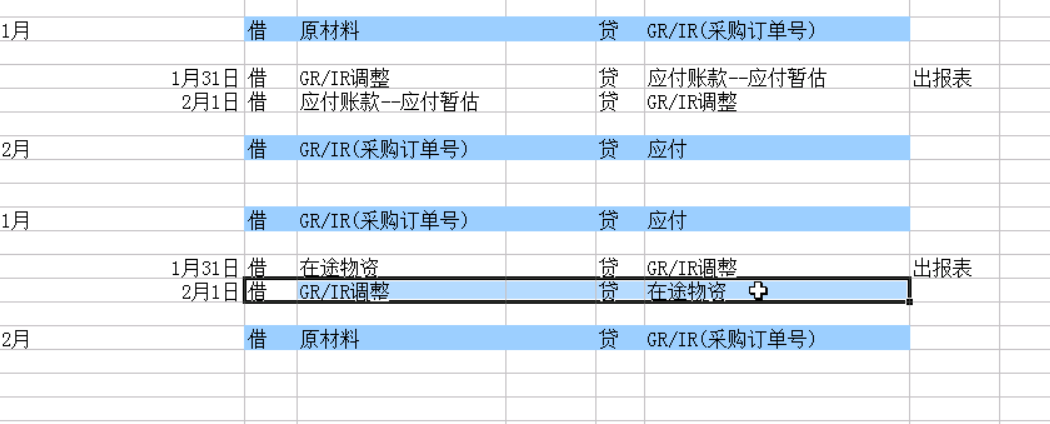 1月 借 原材料 贷 GR/IR(采购订单号)
1月31日 借 GR/IR调整 贷 应付账款--应付暂估 出报表
2月1日 借 应付账款--应付暂估 贷 GR/IR调整
2月 借 GR/IR(采购订单号) 贷 应付
1月 借 GR/IR(采购订单号) 贷 应付
1月31日 借 在途物资 贷 GR/IR调整 出报表
2月1日 借 GR/IR调整 贷 在途物资
2月 借 原材料 贷 GR/IR(采购订单号)